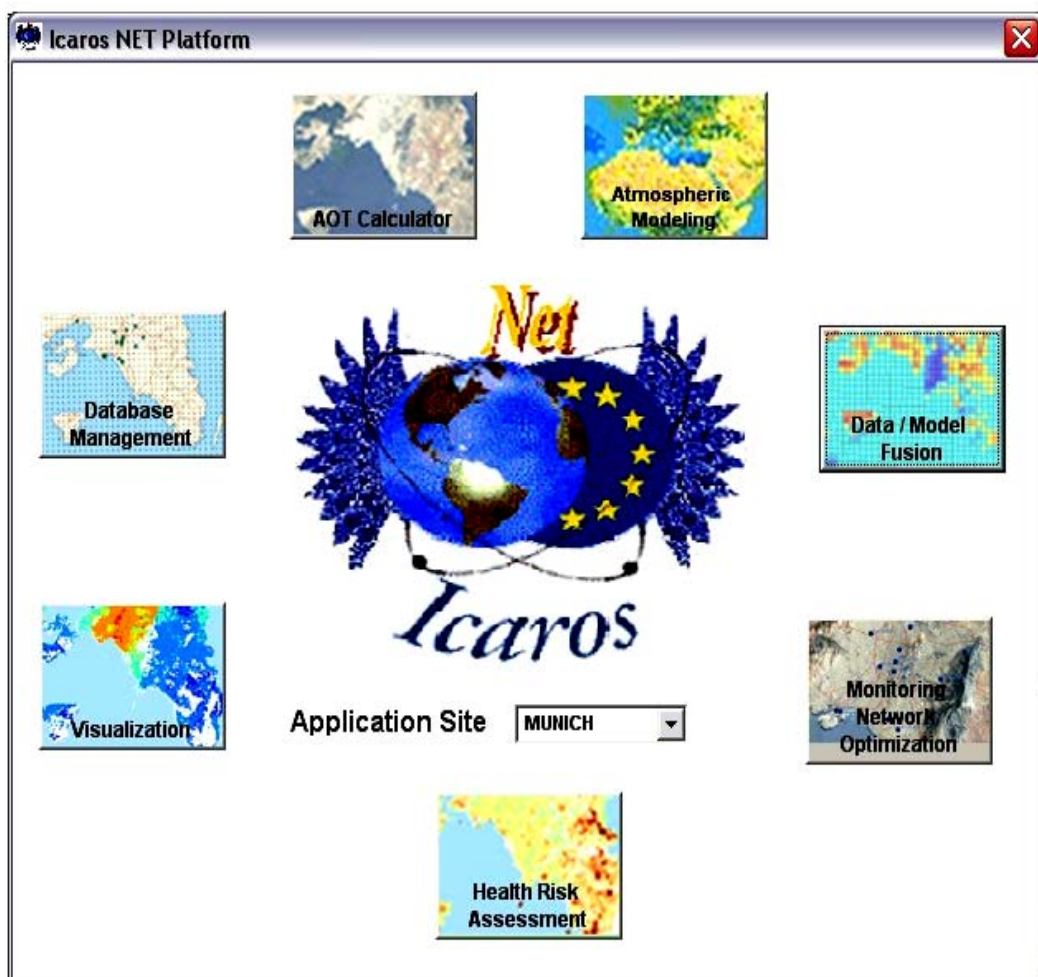 Icaros NET Platform
AOT Calculator
Atmospheric
Modeling
Net
Database
Management
Data / Model
Fusion
Icaros
Visualization
Monitoring
Network
Optimization
Application Site
MUNICH
Health Risk
Assessment